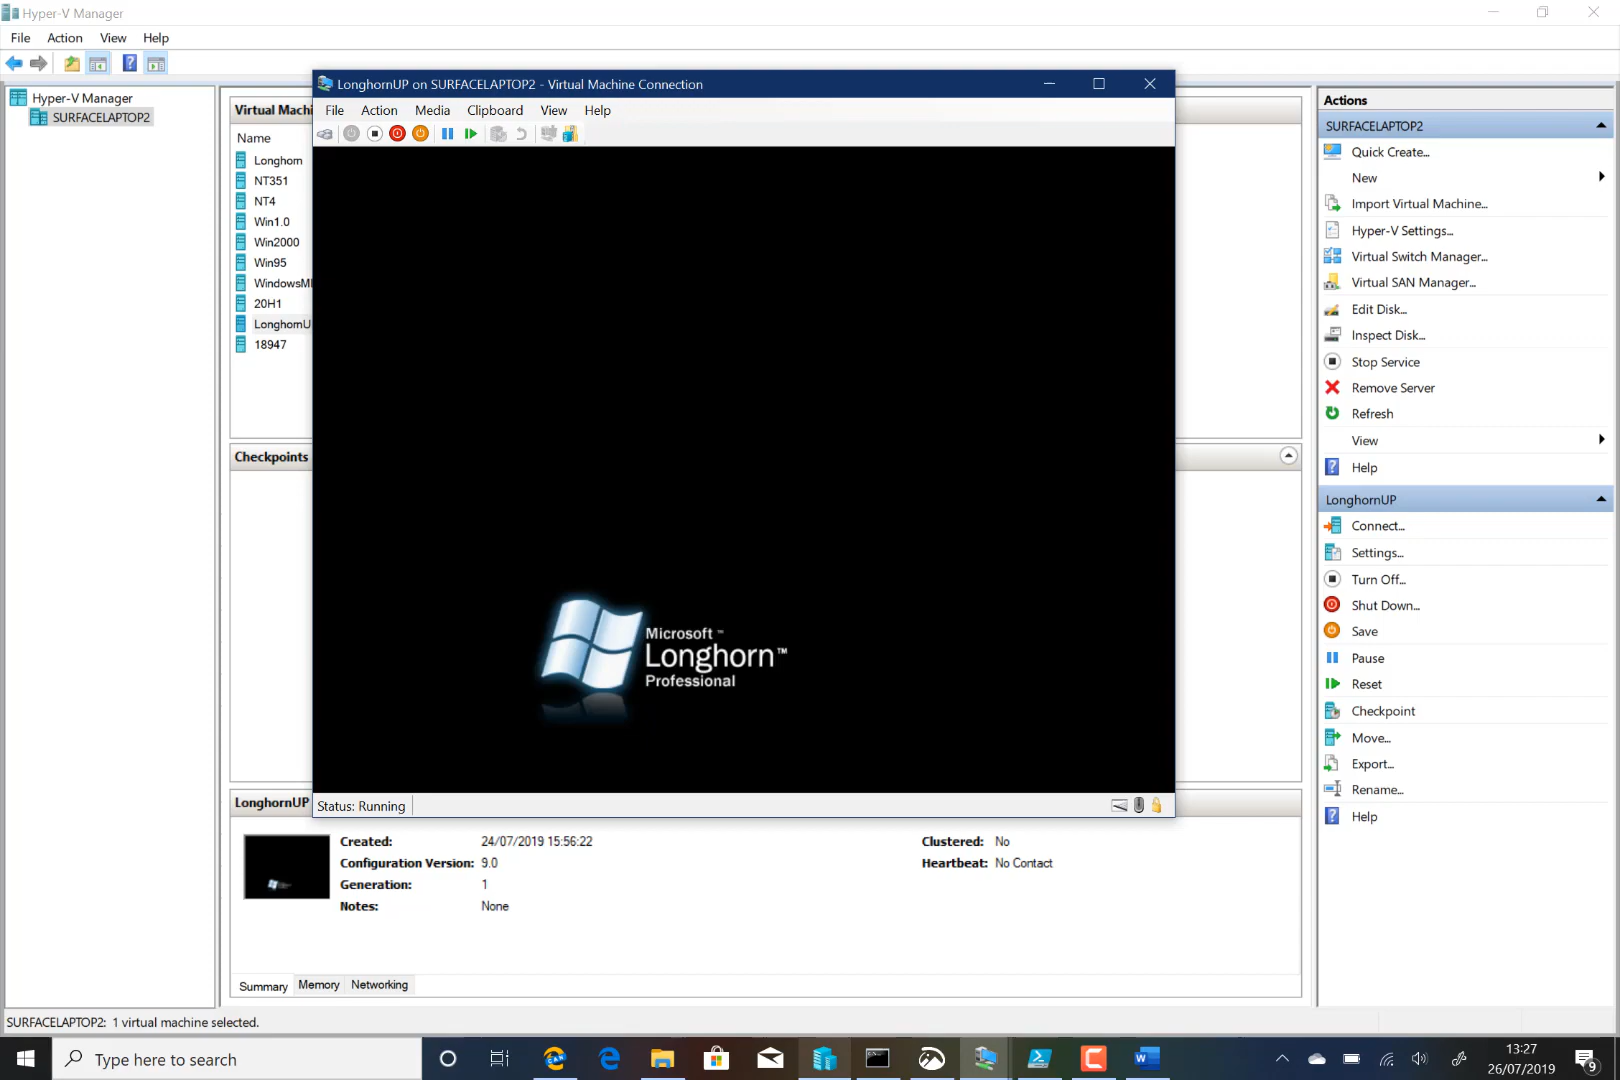 Hyper-V Manager
File Action View Help
Hyper-V Manager
SURFACELAPTOP2
Virtual Machi
Name
Longhorn
NT351
NT4
Win1.0
Win2000
Win95
WindowsM
20H1
LonghornU
18947
Checkpoints
LonghornUP on SURFACELAPTOP2 - Virtual Machine Connection
File Action Media Clipboard View Help
Microsoft™
Longhorn™
Professional
Status: Running
LonghornUP
Created: 24/07/2019 15:56:22
Configuration Version: 9.0
Generation: 1
Notes: None
Clustered: No
Heartbeat: No Contact
Summary Memory Networking
Actions
SURFACELAPTOP2
Quick Create...
New
Import Virtual Machine...
Hyper-V Settings...
Virtual Switch Manager...
Virtual SAN Manager...
Edit Disk...
Inspect Disk...
Stop Service
Remove Server
Refresh
View
Help
LonghornUP
Connect...
Settings...
Turn Off...
Shut Down...
Save
Pause
Reset
Checkpoint
Move...
Export...
Rename...
Help
SURFACELAPTOP2: 1 virtual machine selected.
Type here to search
13:27
26/07/2019
9